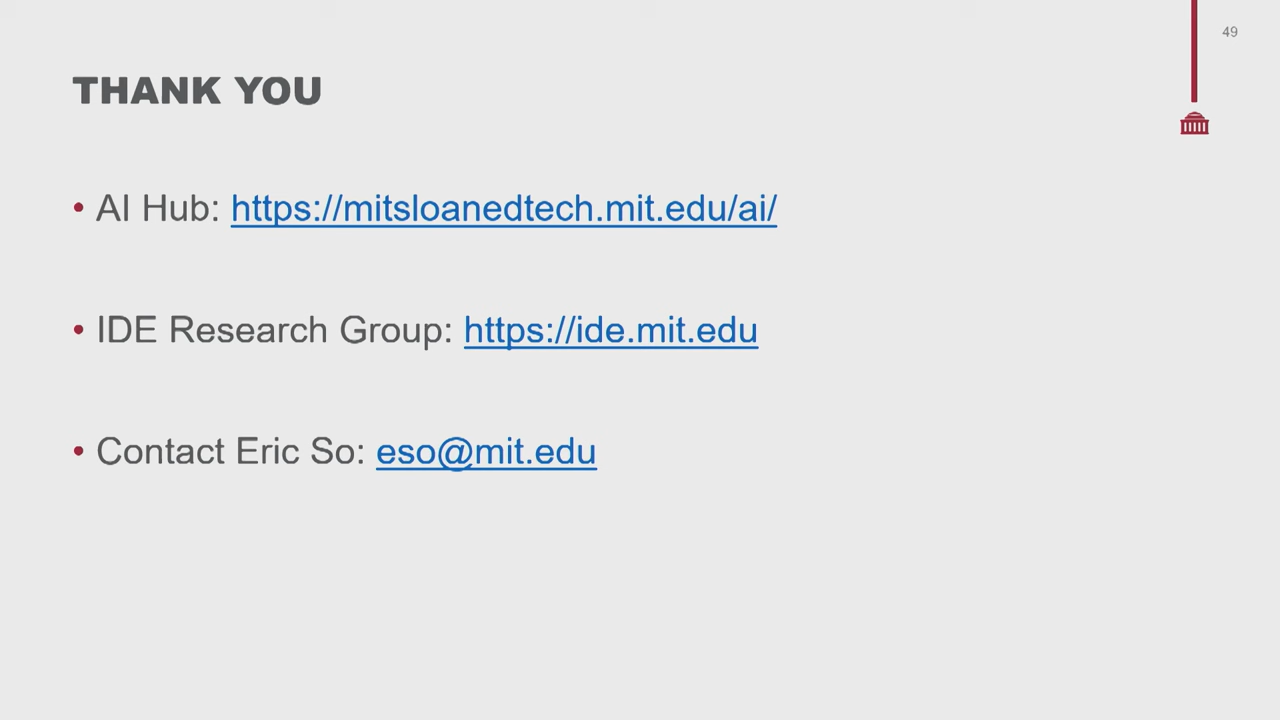 49
THANK YOU
• AI Hub: https://mitsloanedtech.mit.edu/ai/
• IDE Research Group: https://ide.mit.edu
• Contact Eric So: eso@mit.edu